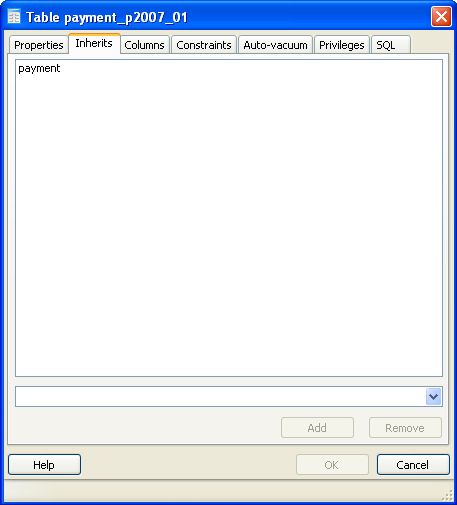 Table payment_p2007_01
Properties Inherits Columns Constraints Auto-vacuum Privileges SQL
payment
Add Remove
Help OK Cancel